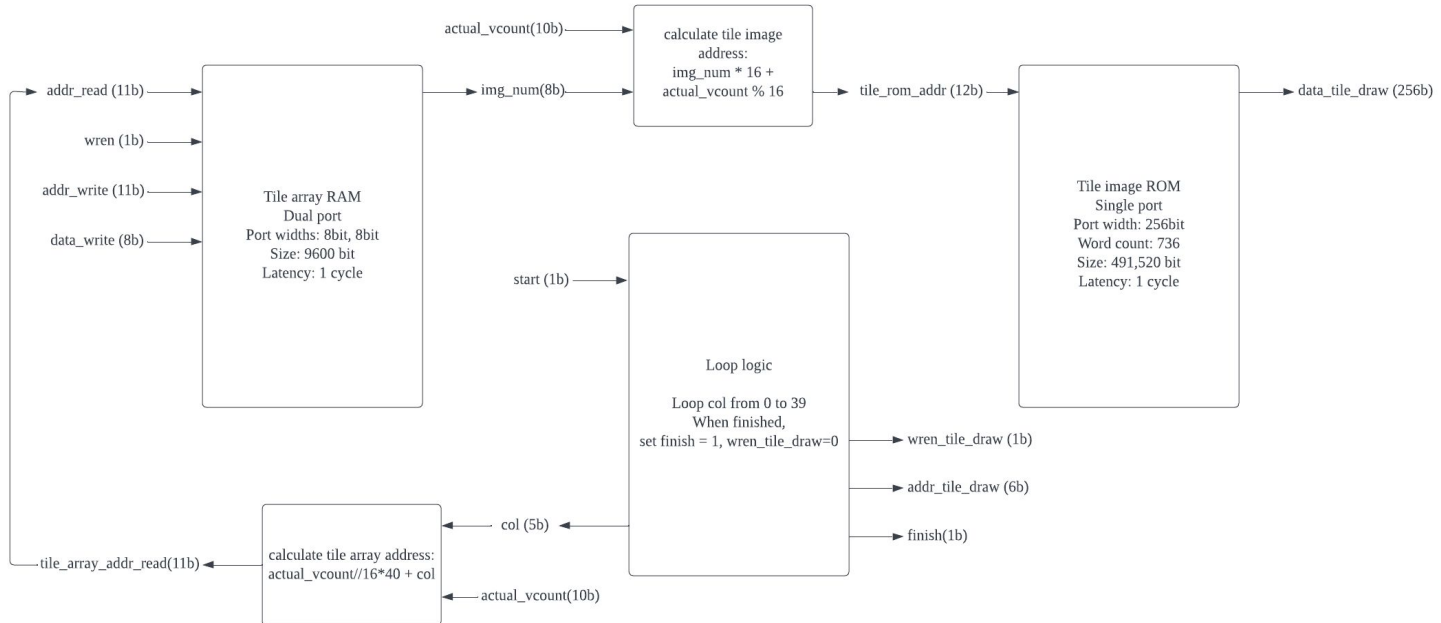 actual_vcount(10b)
calculate tile image
address:
img_num * 16 +
actual_vcount % 16
addr_read (11b)
img_num(8b)
tile_rom_addr (12b)
data_tile_draw (256b)
wren (1b)
addr_write (11b)
data_write (8b)
Tile array RAM
Dual port
Port widths: 8bit, 8bit
Size: 9600 bit
Latency: 1 cycle
Tile image ROM
Single port
Port width: 256bit
Word count: 736
Size: 491,520 bit
Latency: 1 cycle
start (1b)
Loop logic
Loop col from 0 to 39
When finished,
set finish = 1, wren_tile_draw=0
wren_tile_draw (1b)
addr_tile_draw (6b)
finish(1b)
col (5b)
tile_array_addr_read(11b)
calculate tile array address:
actual_vcount//16*40 + col
actual_vcount(10b)